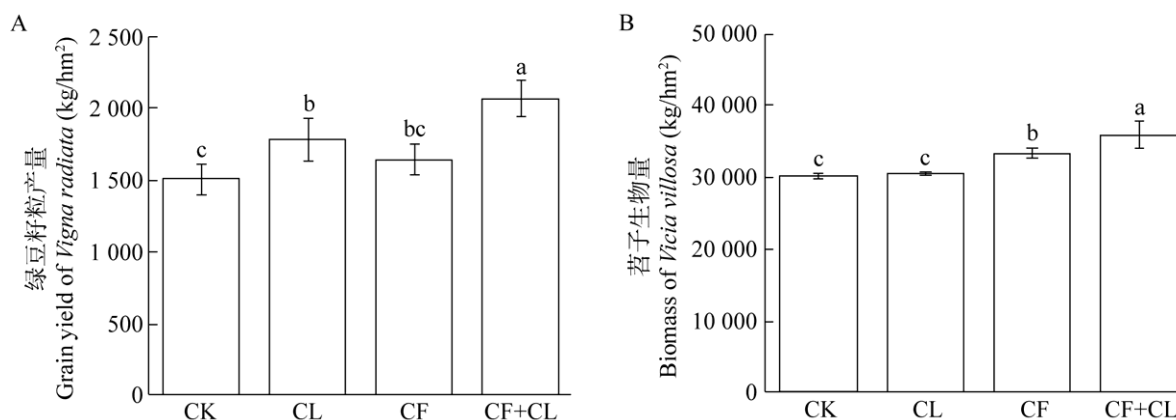 A
绿豆籽粒产量
Grain yield of Vigna radiata (kg/hm²)
2 500
2 000
1 500
1 000
500
0
c
b
bc
a
CK
CL
CF
CF+CL
B
苕子生物量
Biomass of Vicia villosa (kg/hm²)
50 000
40 000
30 000
20 000
10 000
0
c
c
b
a
CK
CL
CF
CF+CL